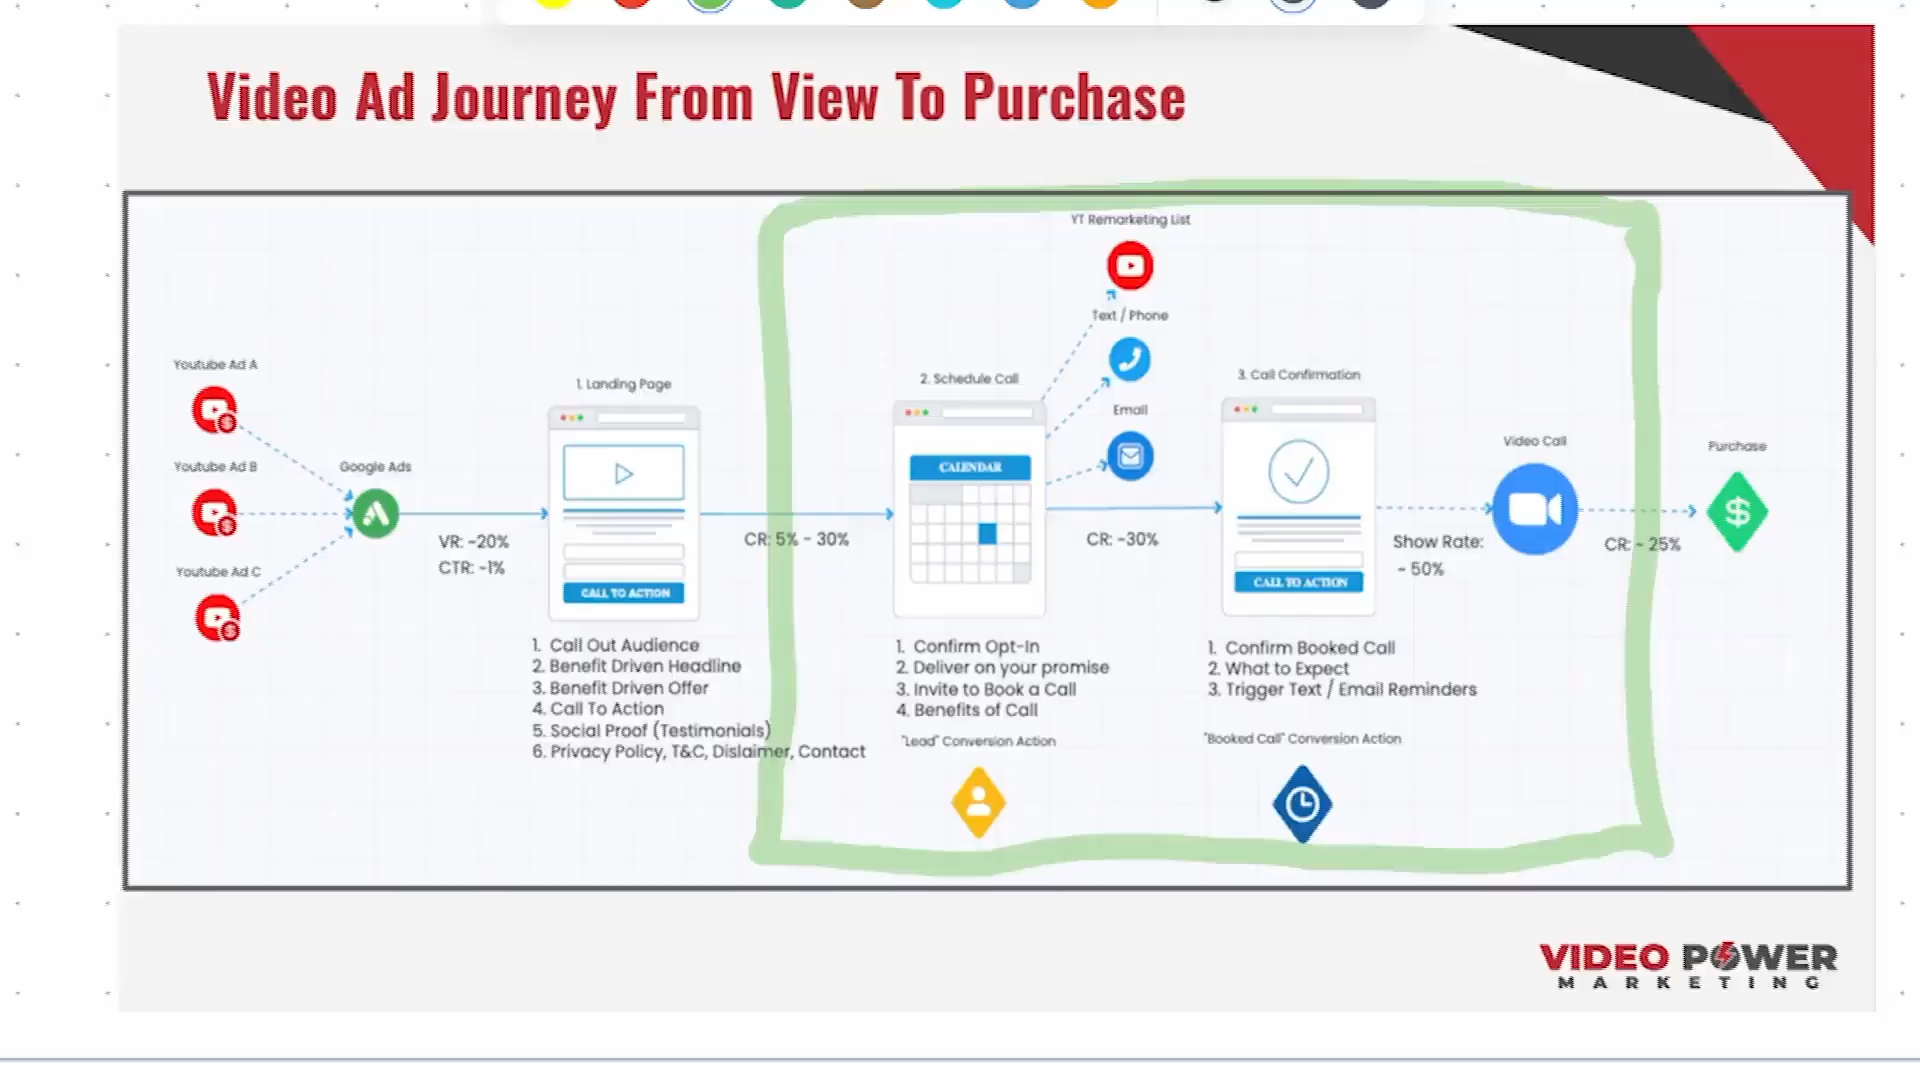 Video Ad Journey From View To Purchase
YT Remarketing List
Text / Phone
Email
Youtube Ad A
Youtube Ad B
Youtube Ad C
Google Ads
VR: ~20%
CTR: ~1%
1. Landing Page
CALL TO ACTION
1. Call Out Audience
2. Benefit Driven Headline
3. Benefit Driven Offer
4. Call To Action
5. Social Proof (Testimonials)
6. Privacy Policy, T&C, Dislaimer, Contact
CR: 5% - 30%
2. Schedule Call
CALENDAR
1. Confirm Opt-In
2. Deliver on your promise
3. Invite to Book a Call
4. Benefits of Call
"Lead" Conversion Action
CR: ~30%
3. Call Confirmation
CALL TO ACTION
1. Confirm Booked Call
2. What to Expect
3. Trigger Text / Email Reminders
"Booked Call" Conversion Action
Show Rate:
~ 50%
Video Call
CR: ~ 25%
Purchase
$
VIDEO POWER
MARKETING